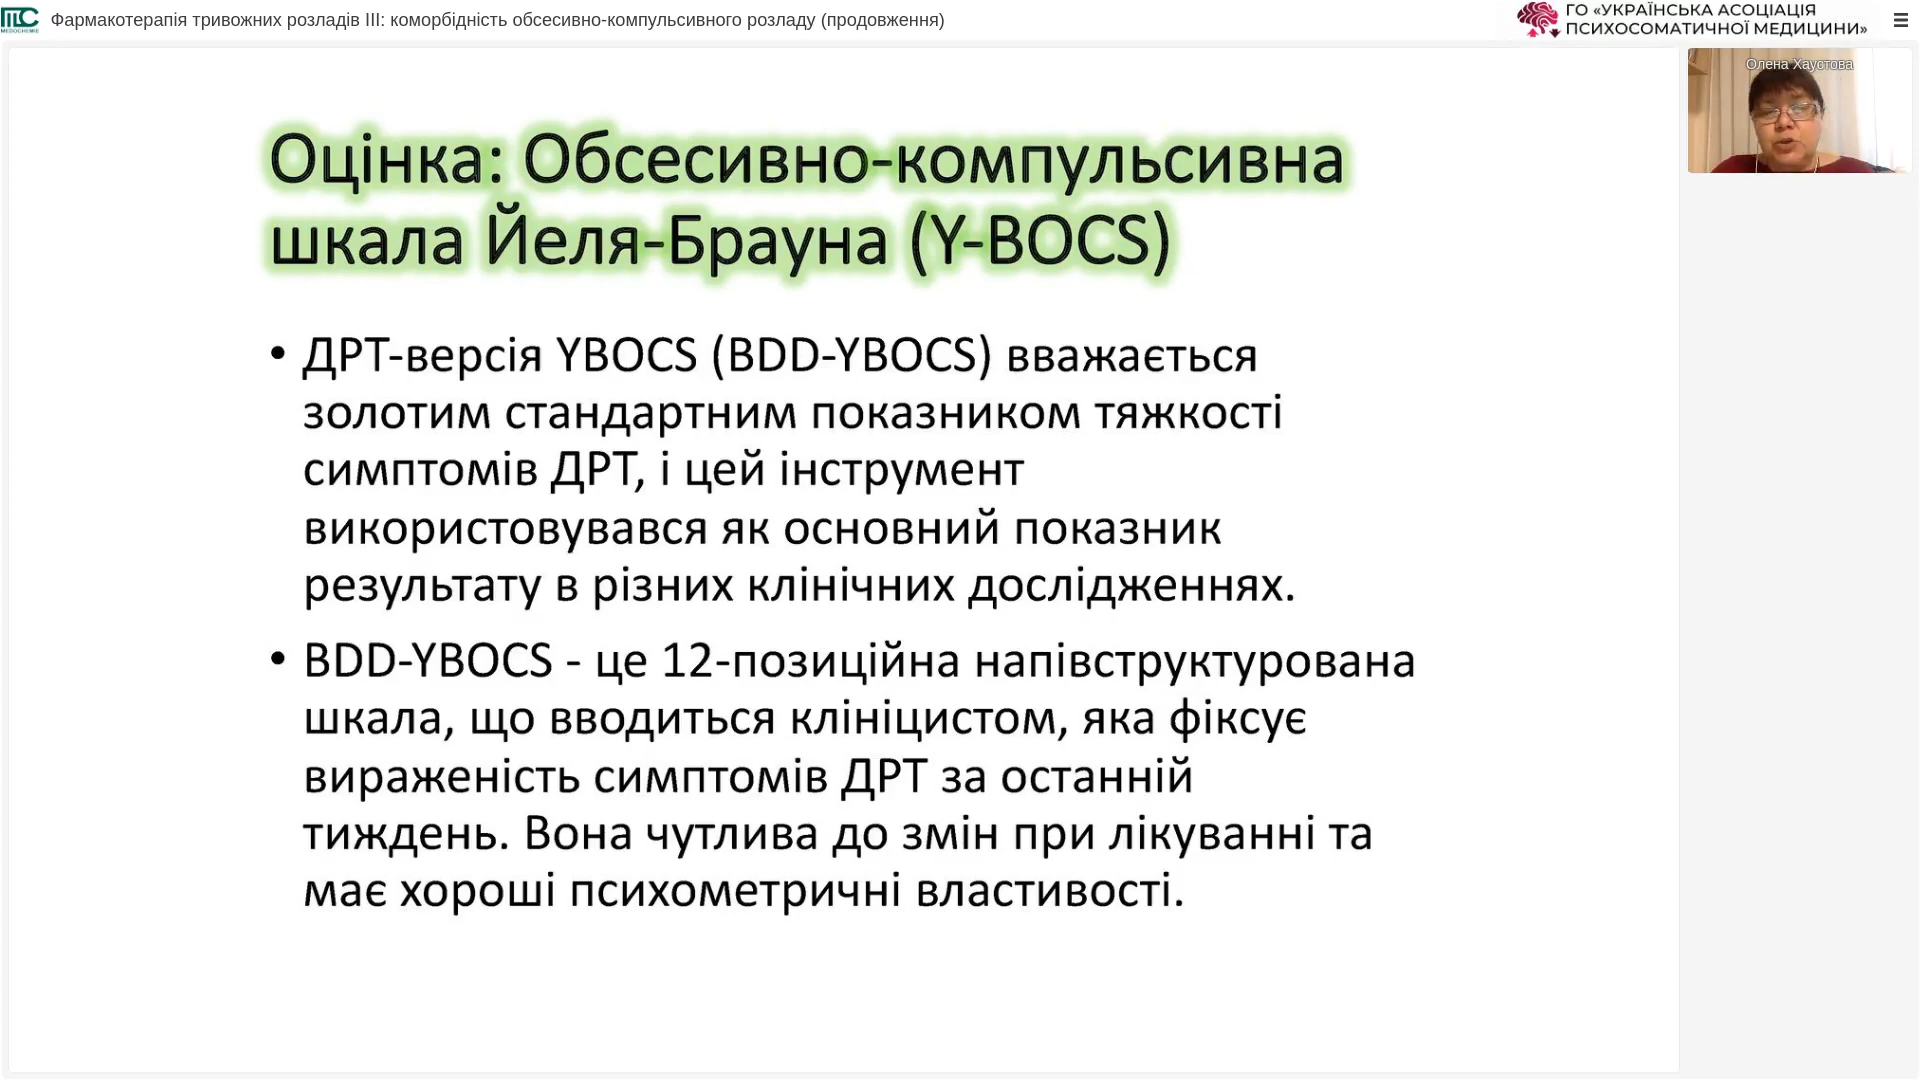 Фармакотерапія тривожних розладів III: коморбідність обсесивно-компульсивного розладу (продовження)
ГО «УКРАЇНСЬКА АСОЦІАЦІЯ
ПСИХОСОМАТИЧНОЇ МЕДИЦИНИ»
MEDOCHEMIE
Олена Хаустова
Оцінка: Обсесивно-компульсивна
шкала Йеля-Брауна (Y-BOCS)
• ДРТ-версія YBOCS (BDD-YBOCS) вважається
золотим стандартним показником тяжкості
симптомів ДРТ, і цей інструмент
використовувався як основний показник
результату в різних клінічних дослідженнях.
• BDD-YBOCS - це 12-позиційна напівструктурована
шкала, що вводиться клініцистом, яка фіксує
вираженість симптомів ДРТ за останній
тиждень. Вона чутлива до змін при лікуванні та
має хороші психометричні властивості.